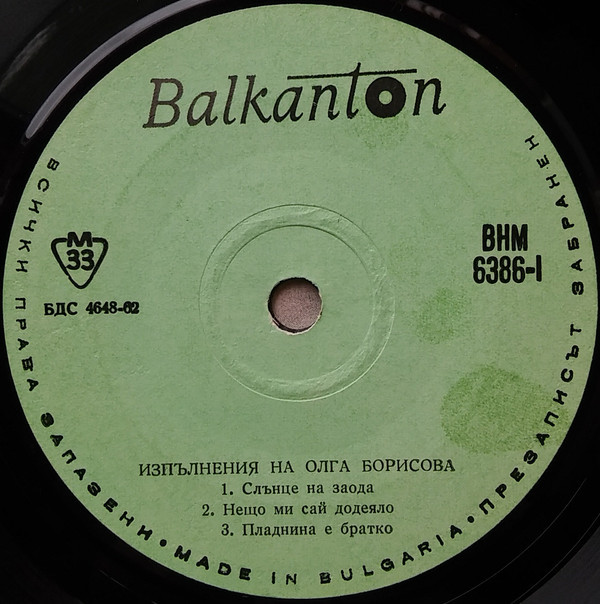 Balkanton
М
33
БДС 4648-62
ВНМ
6386-I
ИЗПЪЛНЕНИЯ НА ОЛГА БОРИСОВА
1. Слънце на заода
2. Нещо ми сай додеяло
3. Пладнина е братко
ВСИЧКИ ПРАВА ЗАПАЗЕНИ • MADE IN BULGARIA • ПРЕЗАПИСЪТ ЗАБРАНЕН